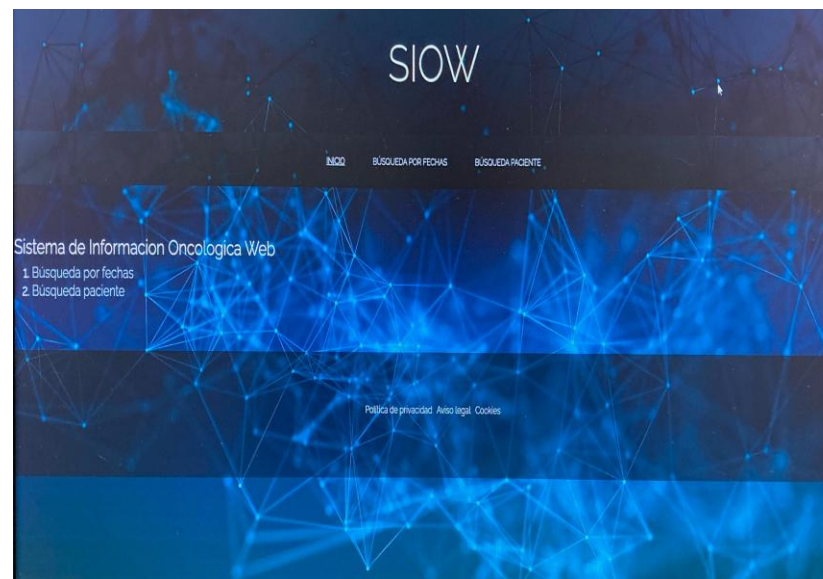 SIOW
INICIO BÚSQUEDA POR FECHAS BÚSQUEDA PACIENTE
Sistema de Informacion Oncologica Web
1. Búsqueda por fechas
2. Búsqueda paciente
Política de privacidad Aviso legal Cookies